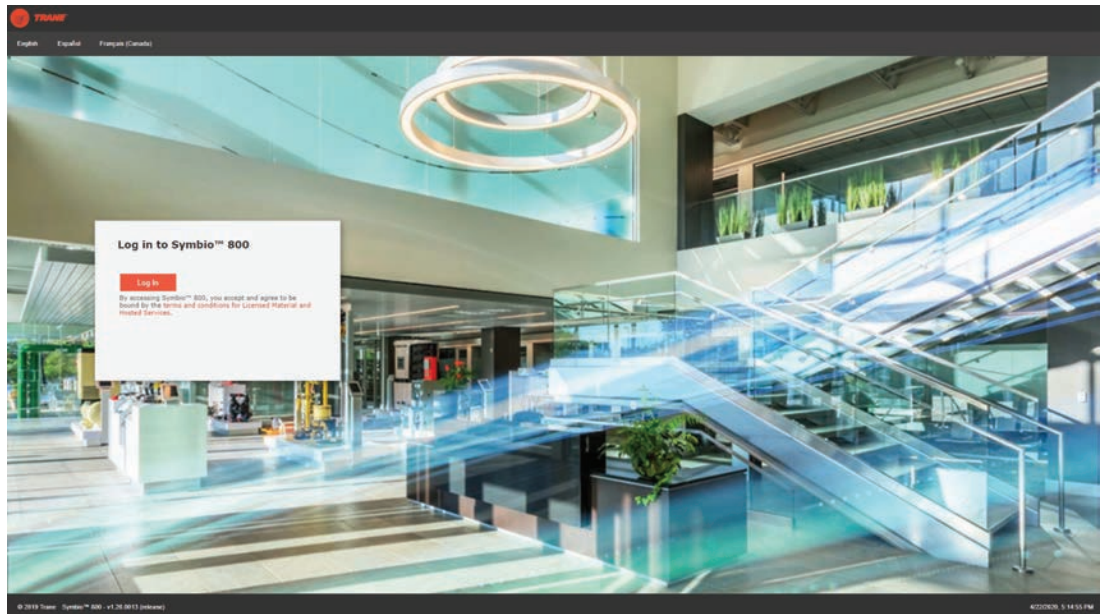 TRANE
English Español Français (Canada)
Log in to Symbio™ 800
Log In
By accessing Symbio™ 800, you accept and agree to be
bound by the terms and conditions for Licensed Material and
Hosted Services.
© 2019 Trane Symbio™ 800 - v1.20.0013 (release) 4/22/2020, 5:14:55 PM